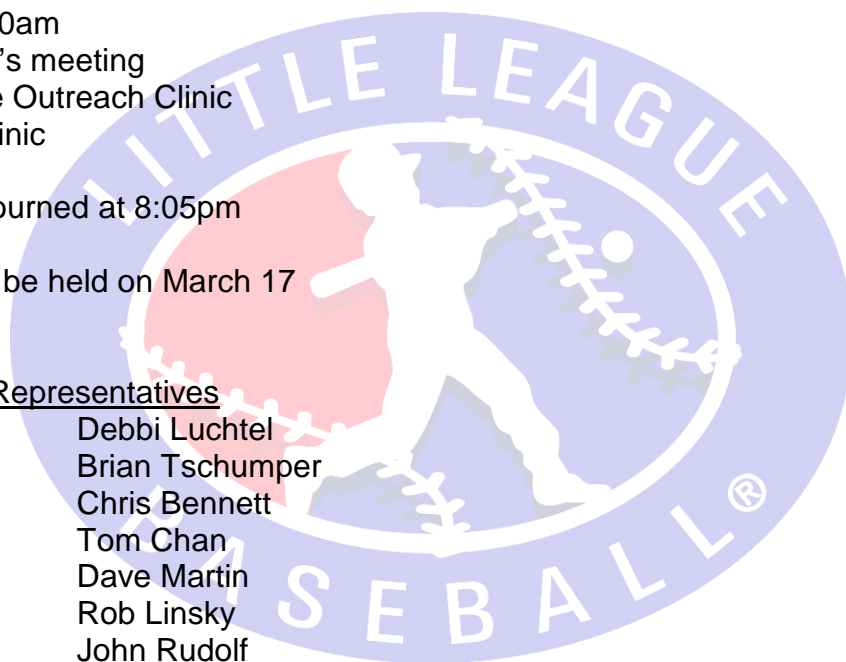 0am
's meeting
e Outreach Clinic
inic
ourned at 8:05pm
be held on March 17
Representatives
Debbi Luchtel
Brian Tschumper
Chris Bennett
Tom Chan
Dave Martin
Rob Linsky
John Rudolf
LITTLE LEAGUE
BASEBALL®